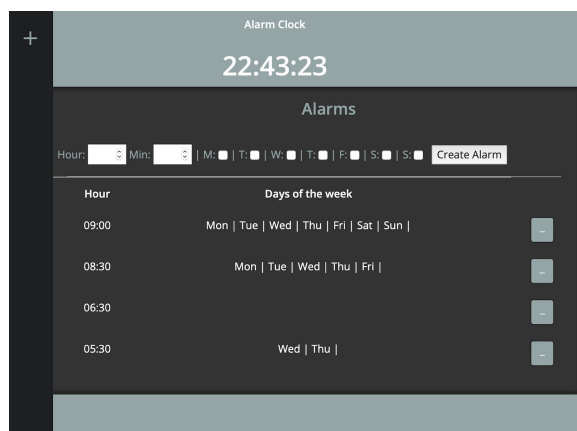 +
Alarm Clock
22:43:23
Alarms
Hour: Min: | M: | T: | W: | T: | F: | S: | S: Create Alarm
Hour Days of the week
09:00 Mon | Tue | Wed | Thu | Fri | Sat | Sun | -
08:30 Mon | Tue | Wed | Thu | Fri | -
06:30 -
05:30 Wed | Thu | -